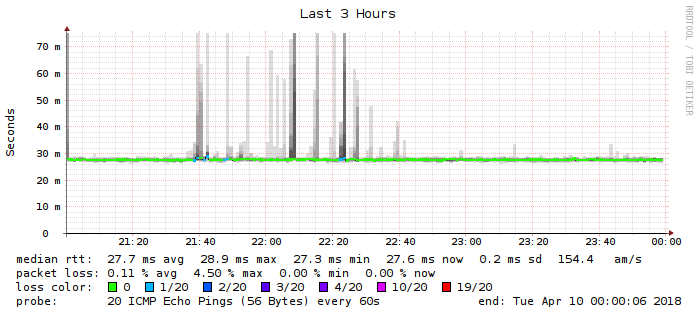 Last 3 Hours
RRDTOOL / TOBI OETIKER
Seconds
70 m
60 m
50 m
40 m
30 m
20 m
10 m
0
21:20 21:40 22:00 22:20 22:40 23:00 23:20 23:40 00:00
median rtt: 27.7 ms avg 28.9 ms max 27.3 ms min 27.6 ms now 0.2 ms sd 154.4 am/s
packet loss: 0.11 % avg 4.50 % max 0.00 % min 0.00 % now
loss color: 0 1/20 2/20 3/20 4/20 10/20 19/20
probe: 20 ICMP Echo Pings (56 Bytes) every 60s end: Tue Apr 10 00:00:06 2018